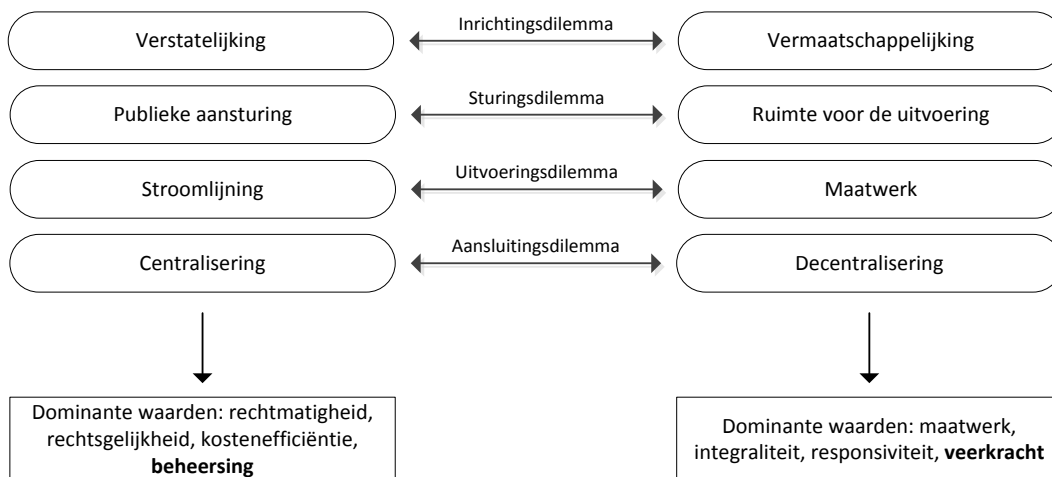 Verstatelijking
Inrichtingsdilemma
Vermaatschappelijking
Publieke aansturing
Sturingsdilemma
Ruimte voor de uitvoering
Stroomlijning
Uitvoeringsdilemma
Maatwerk
Centralisering
Aansluitingsdilemma
Decentralisering
Dominante waarden: rechtmatigheid,
rechtsgelijkheid, kostenefficiëntie,
beheersing
Dominante waarden: maatwerk,
integraliteit, responsiviteit, veerkracht